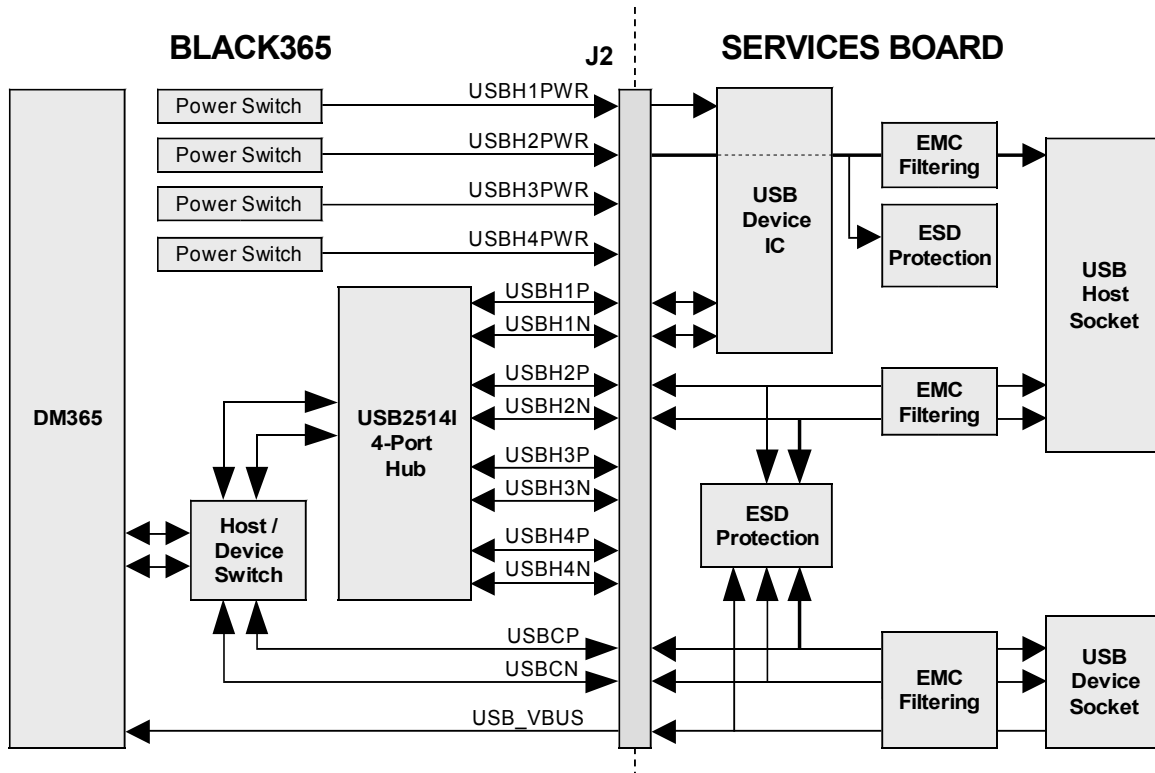 BLACK365
J2
SERVICES BOARD
Power Switch
USBH1PWR
Power Switch
USBH2PWR
Power Switch
USBH3PWR
Power Switch
USBH4PWR
USB
Device
IC
EMC
Filtering
ESD
Protection
USB
Host
Socket
DM365
USB2514I
4-Port
Hub
USBH1P
USBH1N
USBH2P
USBH2N
USBH3P
USBH3N
USBH4P
USBH4N
EMC
Filtering
Host /
Device
Switch
ESD
Protection
USBCP
USBCN
USB_VBUS
EMC
Filtering
USB
Device
Socket